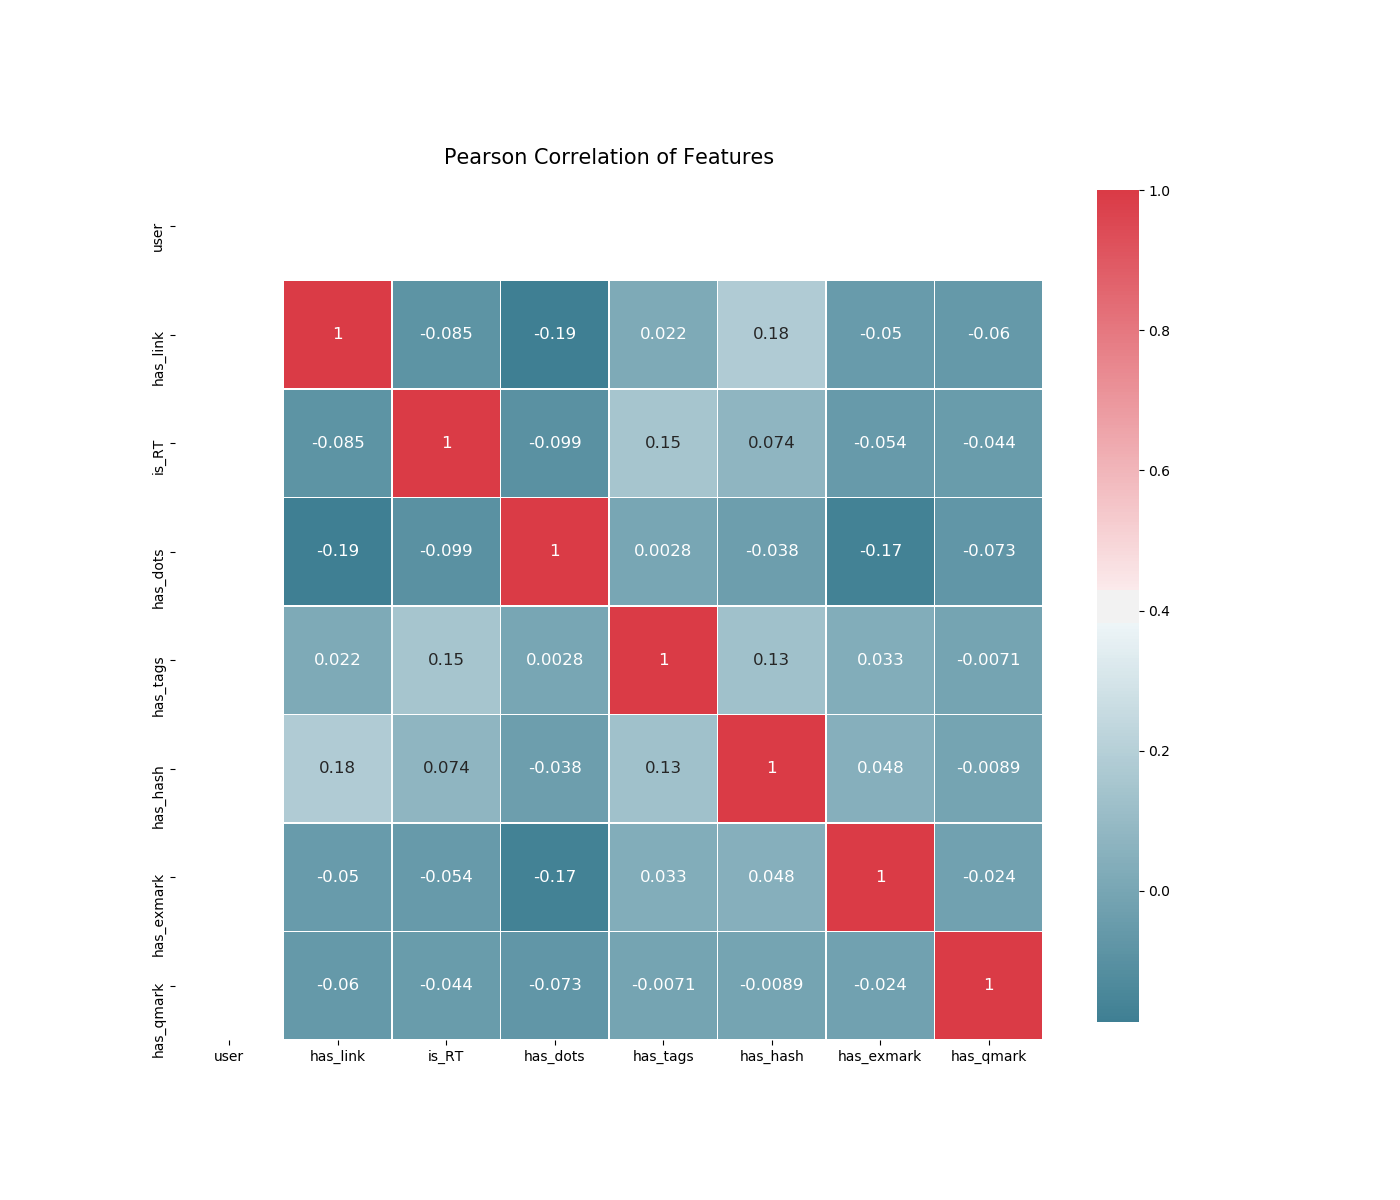 Pearson Correlation of Features
1.0
user
has_link 1 -0.085 -0.19 0.022 0.18 -0.05 -0.06
0.8
is_RT -0.085 1 -0.099 0.15 0.074 -0.054 -0.044
0.6
has_dots -0.19 -0.099 1 0.0028 -0.038 -0.17 -0.073
0.4
has_tags 0.022 0.15 0.0028 1 0.13 0.033 -0.0071
0.2
has_hash 0.18 0.074 -0.038 0.13 1 0.048 -0.0089
has_exmark -0.05 -0.054 -0.17 0.033 0.048 1 -0.024
0.0
has_qmark -0.06 -0.044 -0.073 -0.0071 -0.0089 -0.024 1
user has_link is_RT has_dots has_tags has_hash has_exmark has_qmark